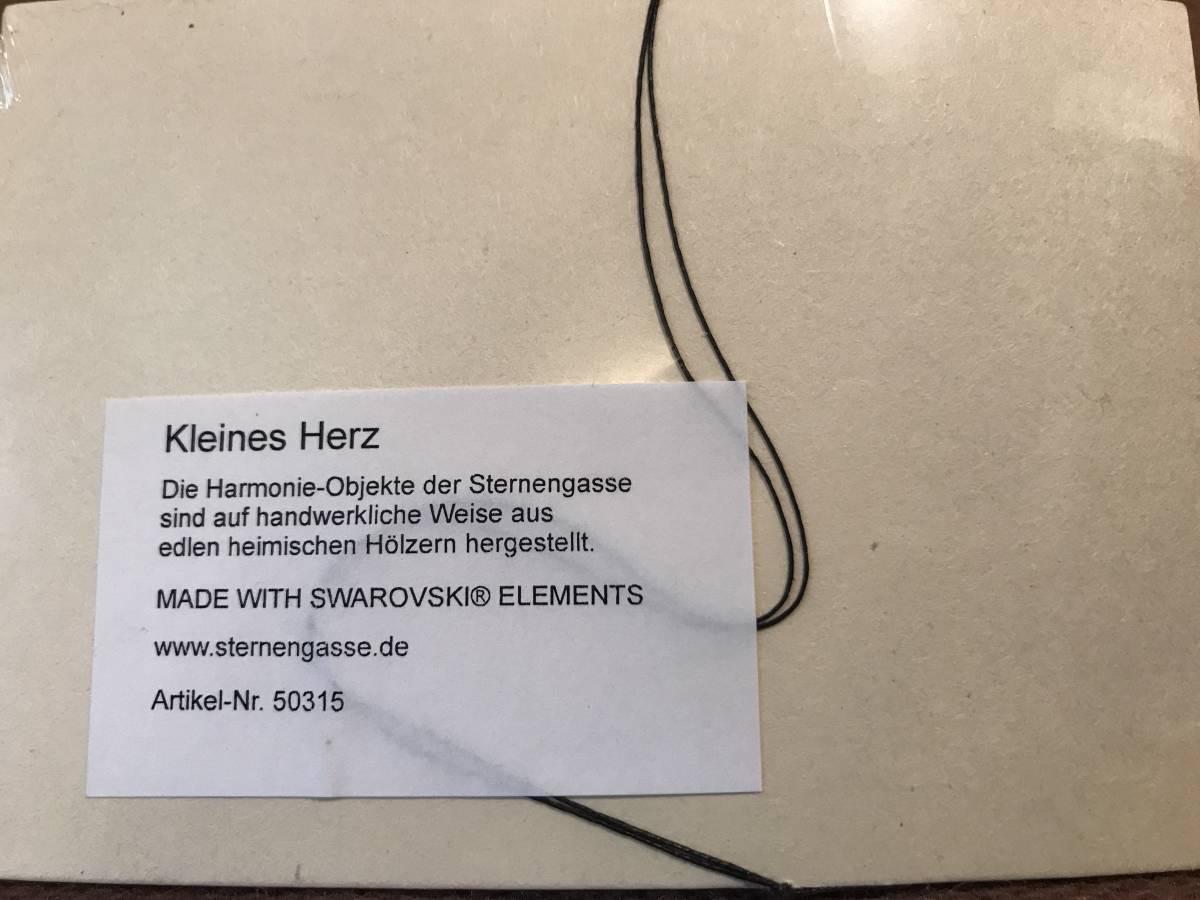 Kleines Herz
Die Harmonie-Objekte der Sternengasse
sind auf handwerkliche Weise aus
edlen heimischen Hölzern hergestellt.
MADE WITH SWAROVSKI® ELEMENTS
www.sternengasse.de
Artikel-Nr. 50315